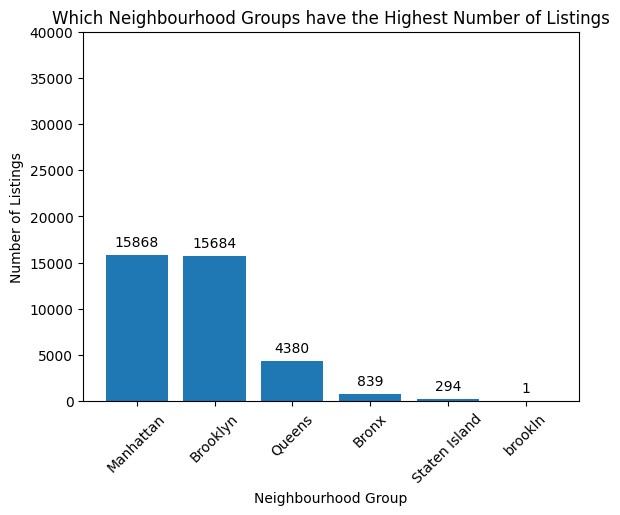 Which Neighbourhood Groups have the Highest Number of Listings
40000
35000
30000
25000
20000
15000
10000
5000
0
Number of Listings
15868
15684
4380
839
294
1
Manhattan
Brooklyn
Queens
Bronx
Staten Island
brookln
Neighbourhood Group